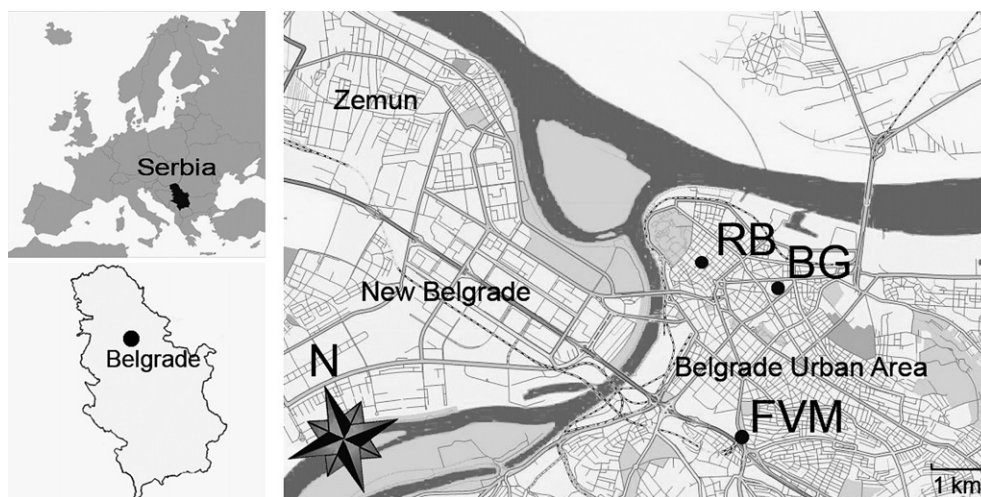 Serbia
Belgrade
Zemun
RB
BG
New Belgrade
N
Belgrade Urban Area
FVM
1 km